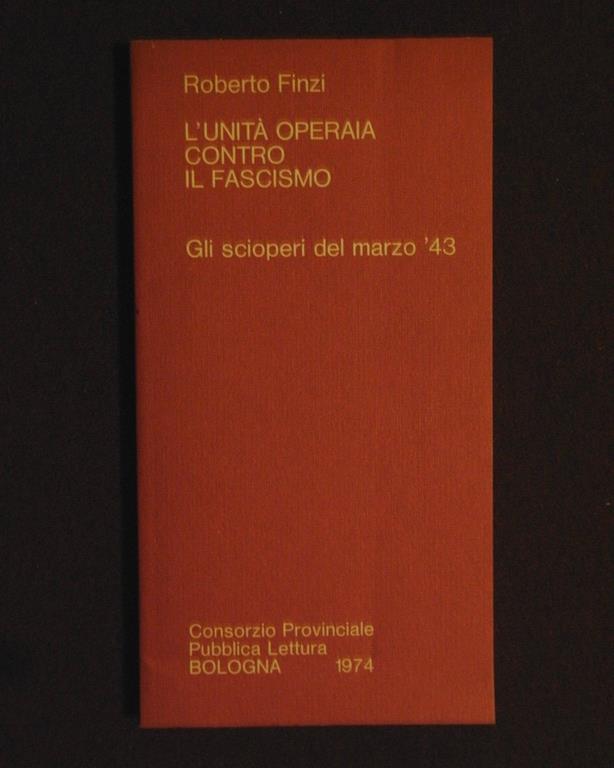 Roberto Finzi
L'UNITÀ OPERAIA
CONTRO
IL FASCISMO
Gli scioperi del marzo '43
Consorzio Provinciale
Pubblica Lettura
BOLOGNA 1974